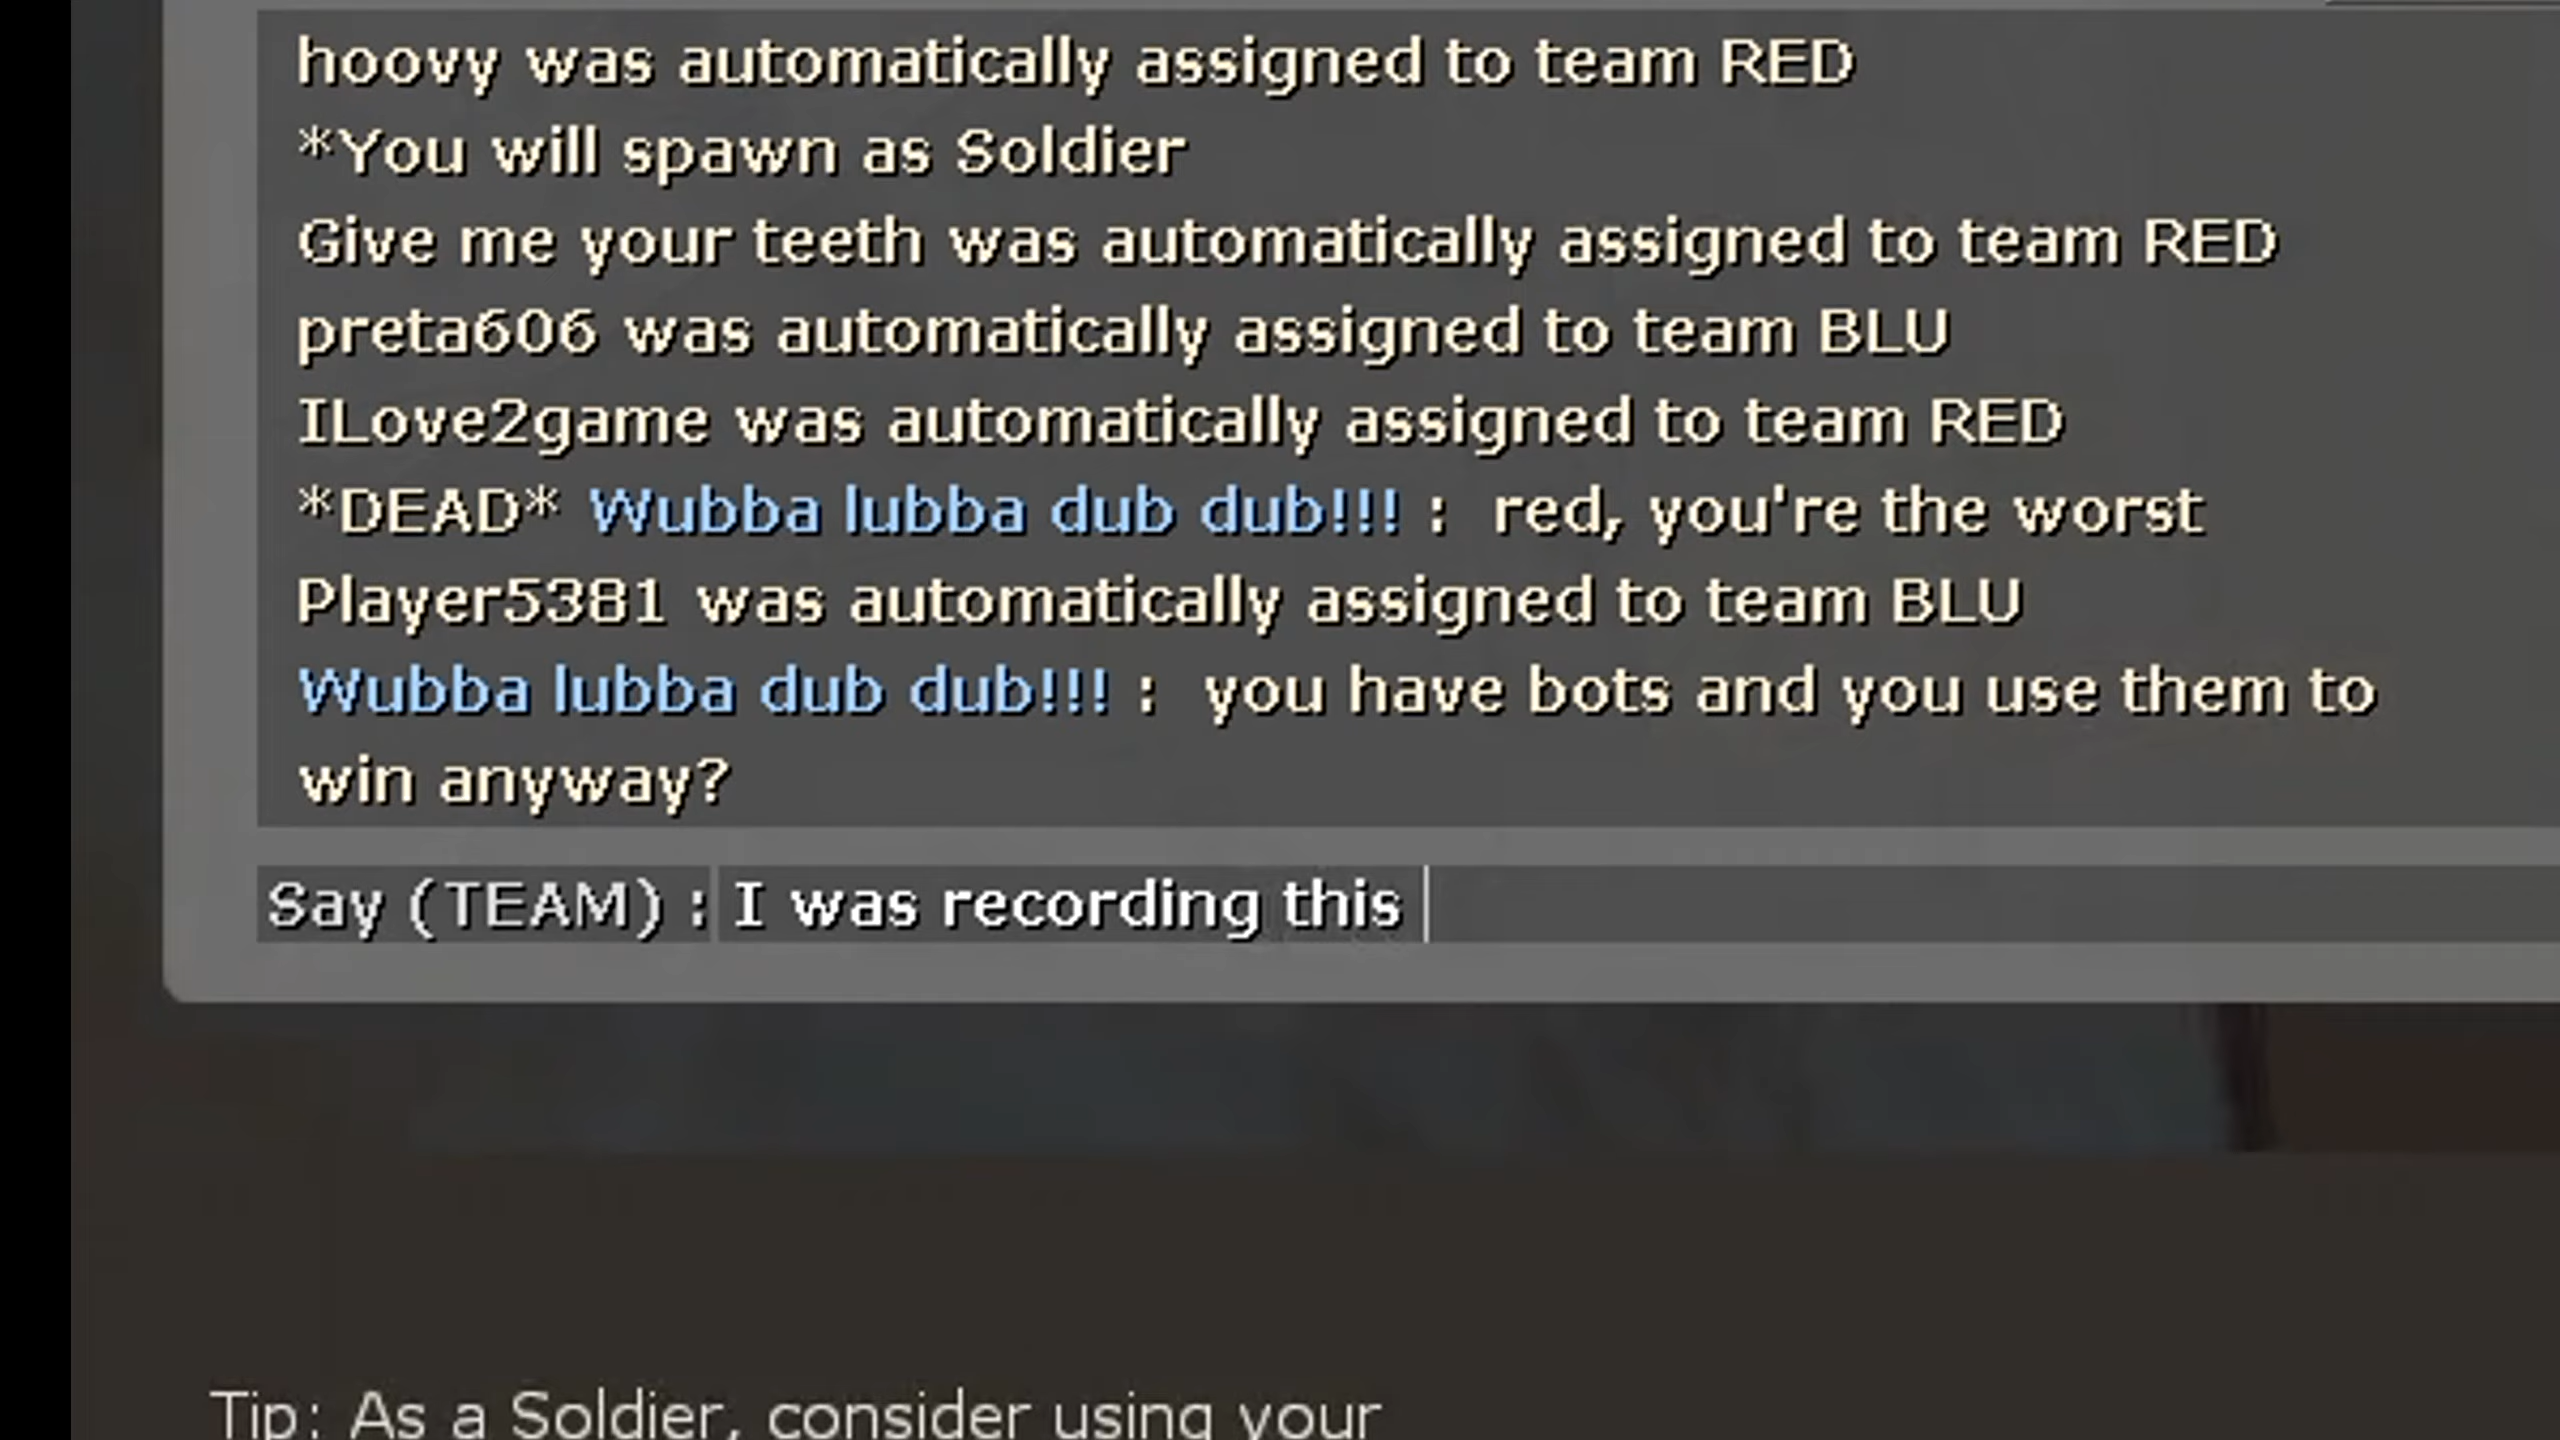 hoovy was automatically assigned to team RED
*You will spawn as Soldier
Give me your teeth was automatically assigned to team RED
preta606 was automatically assigned to team BLU
ILove2game was automatically assigned to team RED
*DEAD* Wubba lubba dub dub!!! :  red, you're the worst
Player5381 was automatically assigned to team BLU
Wubba lubba dub dub!!! :  you have bots and you use them to
win anyway?
Say (TEAM) : I was recording this
Tip: As a Soldier, consider using your